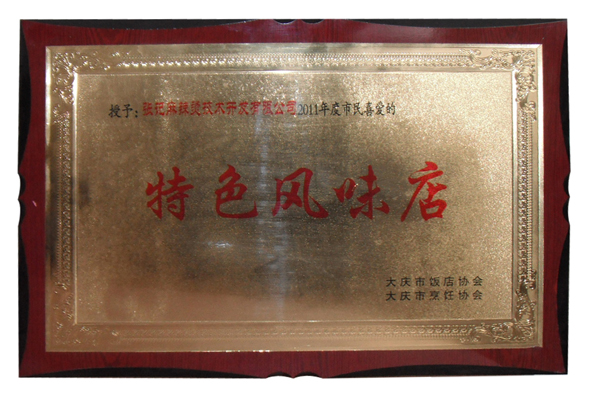 授予：张记麻辣烫技术开发有限公司2011年度市民喜爱的
特色风味店
大庆市饭店协会
大庆市烹饪协会